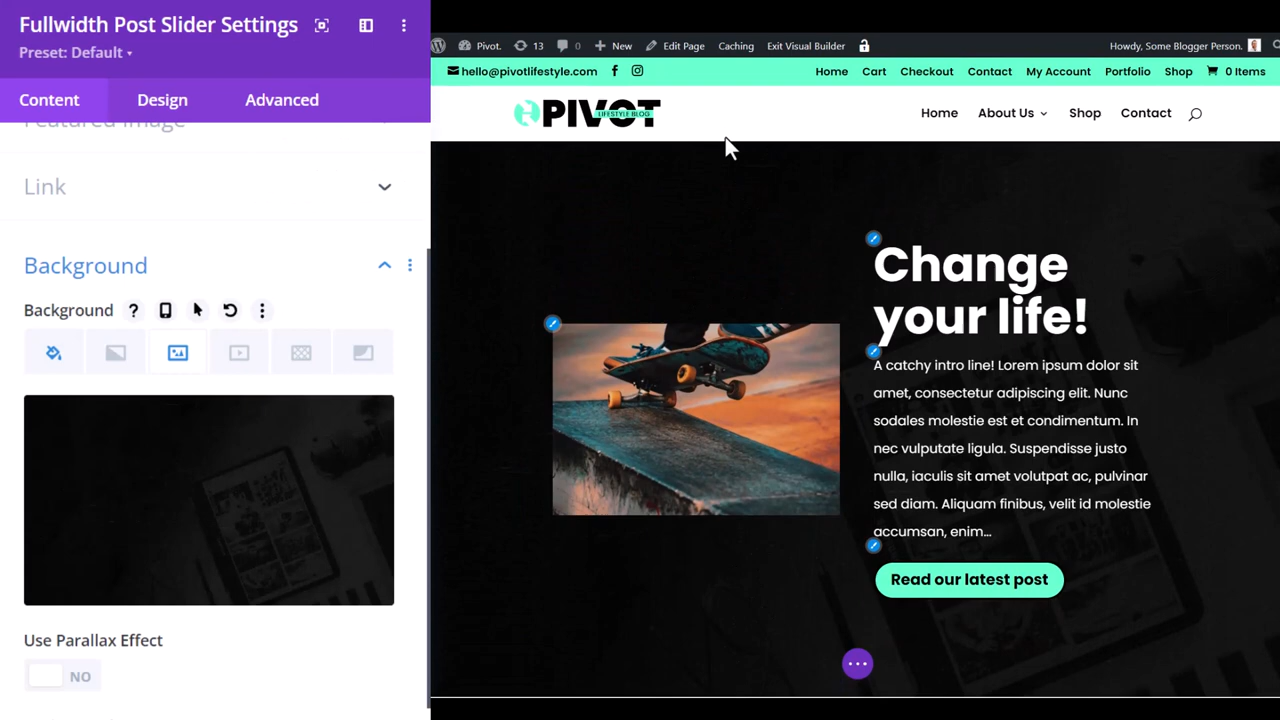 Fullwidth Post Slider Settings
Preset: Default
Content Design Advanced
Featured Image
Link
Background
Background ?
Use Parallax Effect
NO
Pivot. 13 0 New Edit Page Caching Exit Visual Builder Howdy, Some Blogger Person.
hello@pivotlifestyle.com Home Cart Checkout Contact My Account Portfolio Shop 0 Items
PIVOT
LIFESTYLE BLOG
Home About Us Shop Contact
Change
your life!
A catchy intro line! Lorem ipsum dolor sit
amet, consectetur adipiscing elit. Nunc
sodales molestie est et condimentum. In
nec vulputate ligula. Suspendisse justo
nulla, iaculis sit amet volutpat ac, pulvinar
sed diam. Aliquam finibus, velit id molestie
accumsan, enim...
Read our latest post